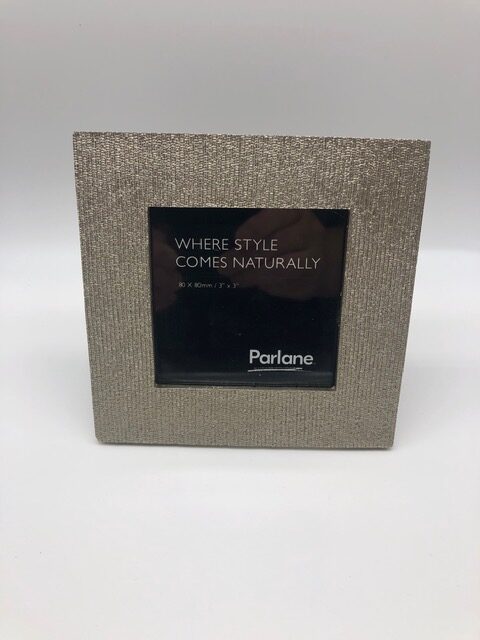 WHERE STYLE
COMES NATURALLY
80 X 80mm / 3" x 3"
Parlane